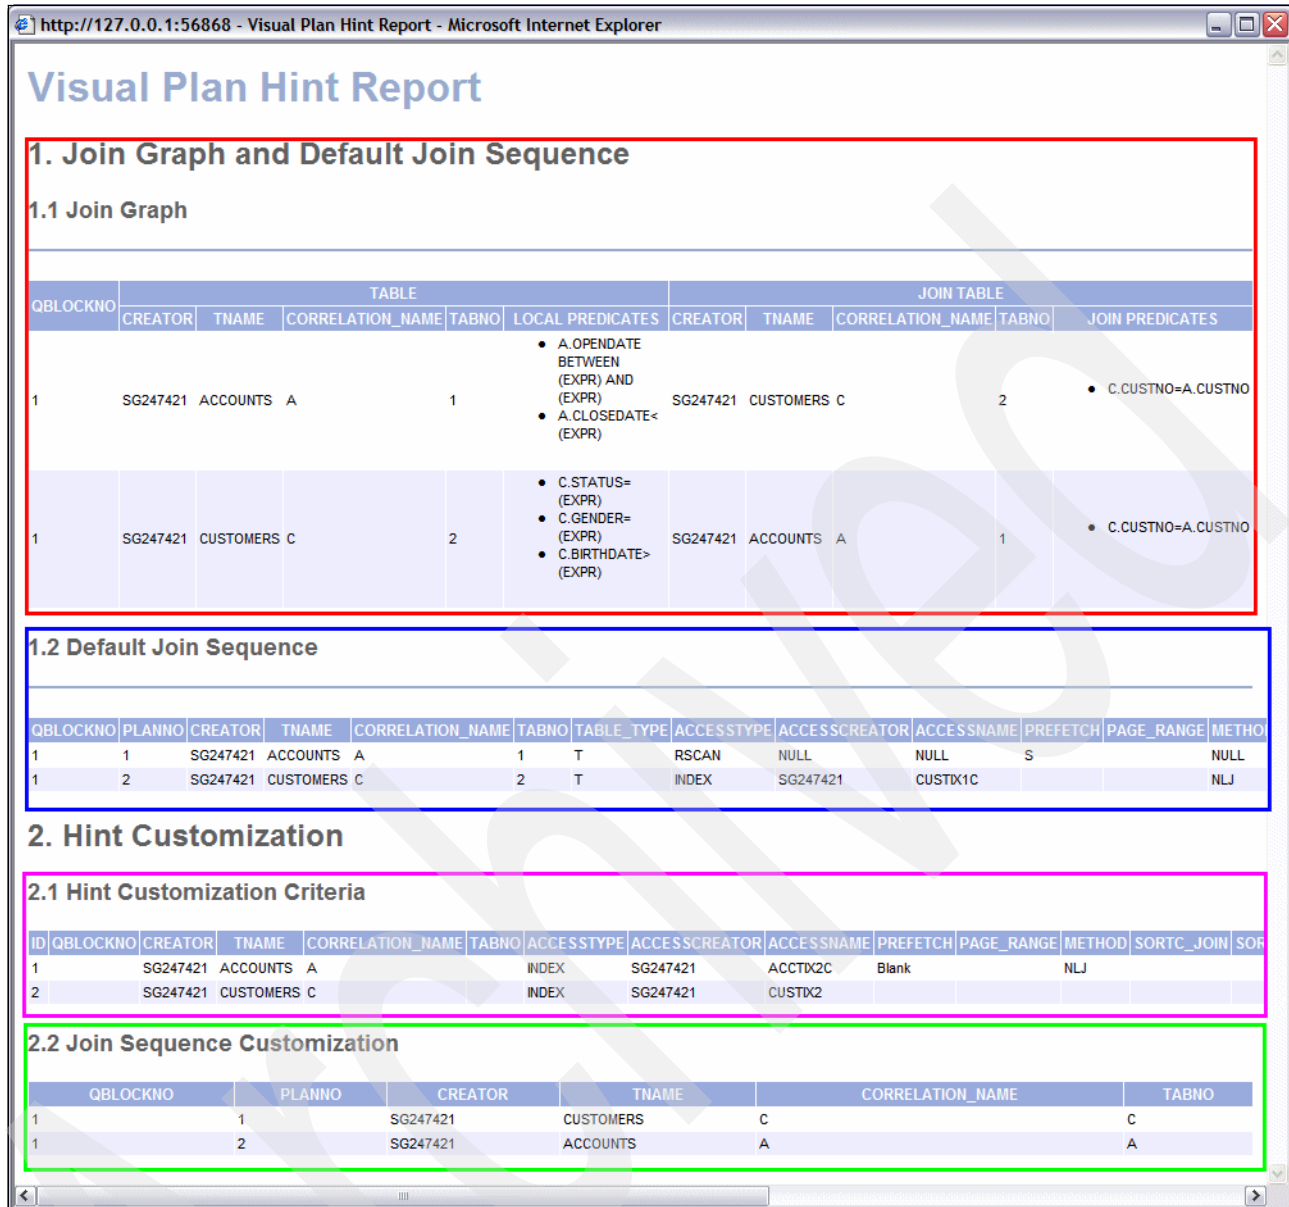 http://127.0.0.1:56868 - Visual Plan Hint Report - Microsoft Internet Explorer
Visual Plan Hint Report
1. Join Graph and Default Join Sequence
1.1 Join Graph
QBLOCKNO TABLE JOIN TABLE
CREATOR TNAME CORRELATION_NAME TABNO LOCAL PREDICATES CREATOR TNAME CORRELATION_NAME TABNO JOIN PREDICATES
1 SG247421 ACCOUNTS A 1 • A.OPENDATE BETWEEN (EXPR) AND (EXPR) • A.CLOSEDATE< (EXPR) SG247421 CUSTOMERS C 2 • C.CUSTNO=A.CUSTNO
1 SG247421 CUSTOMERS C 2 • C.STATUS= (EXPR) • C.GENDER= (EXPR) • C.BIRTHDATE> (EXPR) SG247421 ACCOUNTS A 1 • C.CUSTNO=A.CUSTNO
1.2 Default Join Sequence
QBLOCKNO PLANNO CREATOR TNAME CORRELATION_NAME TABNO TABLE_TYPE ACCESSTYPE ACCESSCREATOR ACCESSNAME PREFETCH PAGE_RANGE METHO
1 1 SG247421 ACCOUNTS A 1 T RSCAN NULL NULL S NULL
1 2 SG247421 CUSTOMERS C 2 T INDEX SG247421 CUSTIX1C NLJ
2. Hint Customization
2.1 Hint Customization Criteria
ID QBLOCKNO CREATOR TNAME CORRELATION_NAME TABNO ACCESSTYPE ACCESSCREATOR ACCESSNAME PREFETCH PAGE_RANGE METHOD SORTC_JOIN SOR
1 SG247421 ACCOUNTS A INDEX SG247421 ACCTIX2C Blank NLJ
2 SG247421 CUSTOMERS C INDEX SG247421 CUSTIX2
2.2 Join Sequence Customization
QBLOCKNO PLANNO CREATOR TNAME CORRELATION_NAME TABNO
1 1 SG247421 CUSTOMERS C C
1 2 SG247421 ACCOUNTS A A
Archived